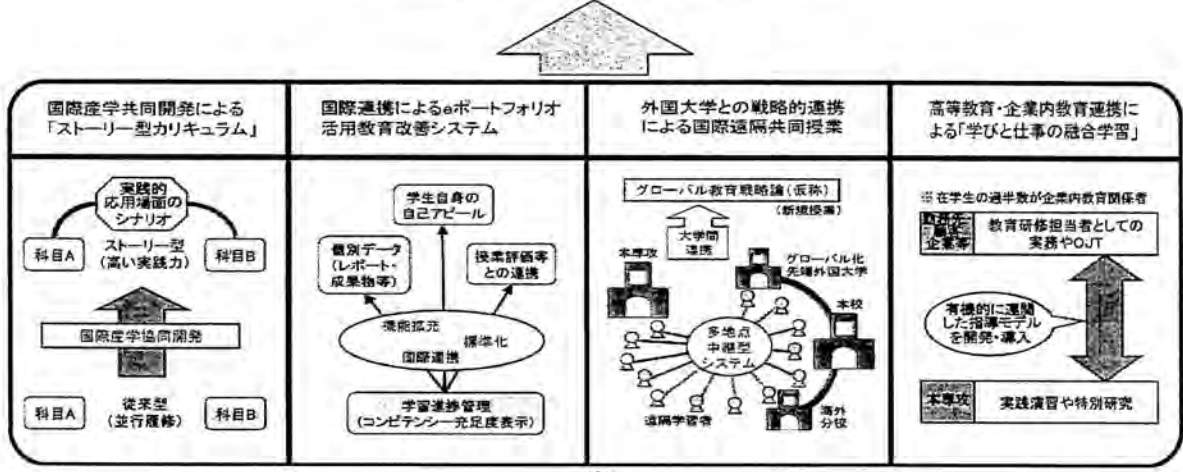 国際産学共同開発による
「ストーリー型カリキュラム」
実践的
応用場面の
シナリオ
科目A
ストーリー型
(高い実践力)
科目B
国際産学協同開発
科目A
従来型
(並行履修)
科目B
国際連携によるeポートフォリオ
活用教育改善システム
学生自身の
自己アピール
個別データ
(レポート・
成果物等)
授業評価等
との連携
機能拡充
標準化
国際連携
学習進捗管理
(コンピテンシー充足度表示)
外国大学との戦略的連携
による国際遠隔共同授業
グローバル教育戦略論(仮称)
(新規授業)
大学間
連携
本専攻
グローバル化
先端外国大学
本校
多地点
中継型
システム
遠隔学習者
海外
分校
高等教育・企業内教育連携に
よる「学びと仕事の融合学習」
※在学生の過半数が企業内教育関係者
勤務先
企業等
教育研修担当者としての
実務やOJT
有機的に連関
した指導モデル
を開発・導入
本専攻
実践演習や特別研究